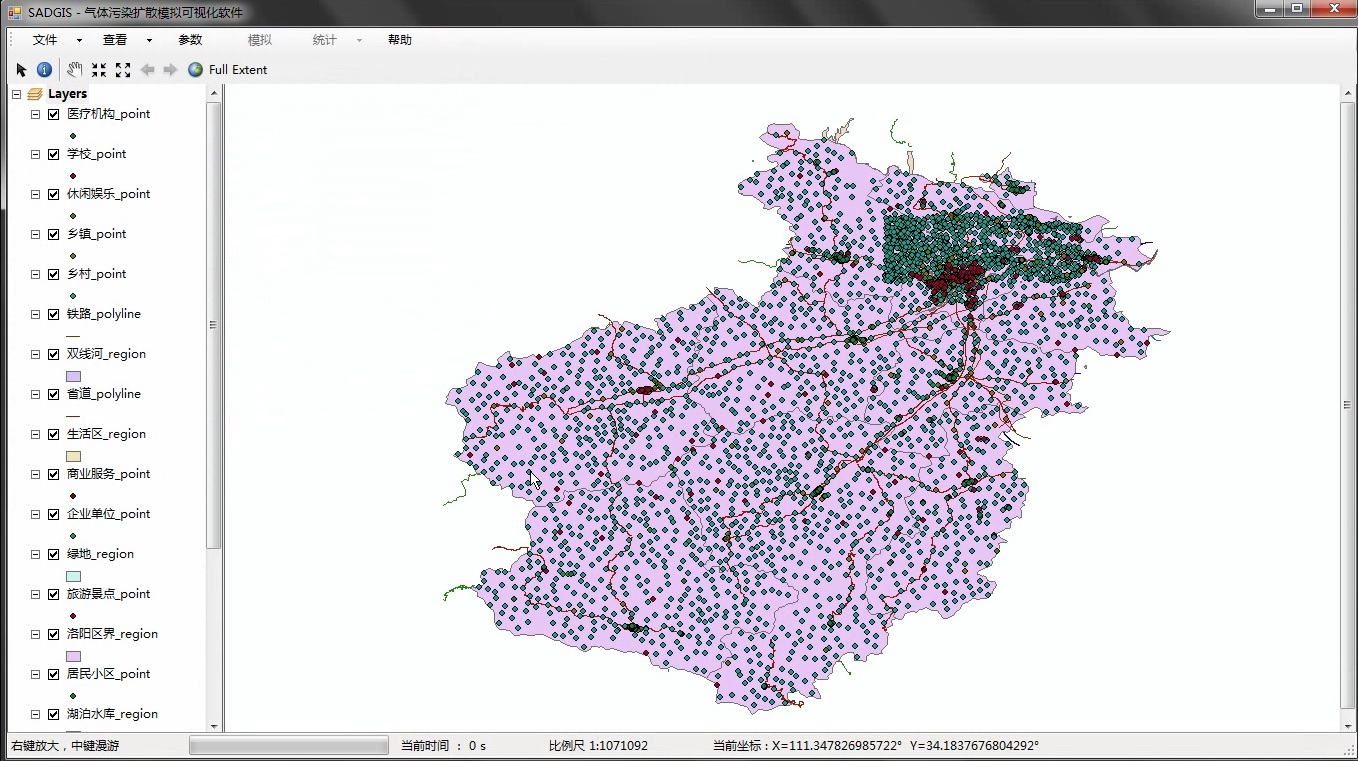 SADGIS - 气体污染扩散模拟可视化软件
文件 查看 参数 模拟 统计 帮助
Full Extent
Layers
医疗机构_point
学校_point
休闲娱乐_point
乡镇_point
乡村_point
铁路_polyline
双线河_region
省道_polyline
生活区_region
商业服务_point
企业单位_point
绿地_region
旅游景点_point
洛阳区界_region
居民小区_point
湖泊水库_region
右键放大，中键漫游 当前时间 : 0 s 比例尺 1:1071092 当前坐标 : X=111.347826985722° Y=34.1837676804292°